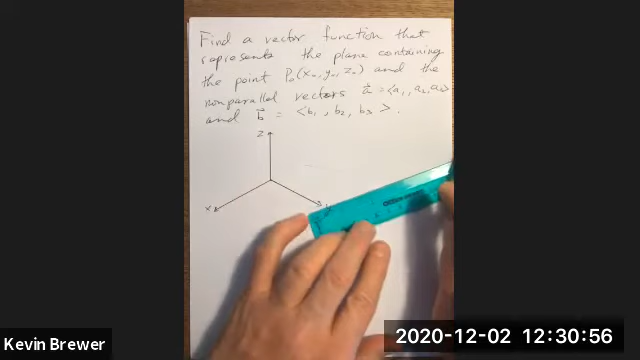 Find a vector function that
represents the plane containing
the point P₀(x₀, y₀, z₀) and the
nonparallel vectors a⃗ = <a₁, a₂, a₃>
and b⃗ = <b₁, b₂, b₃>.
z
x
y
Kevin Brewer
2020-12-02 12:30:56